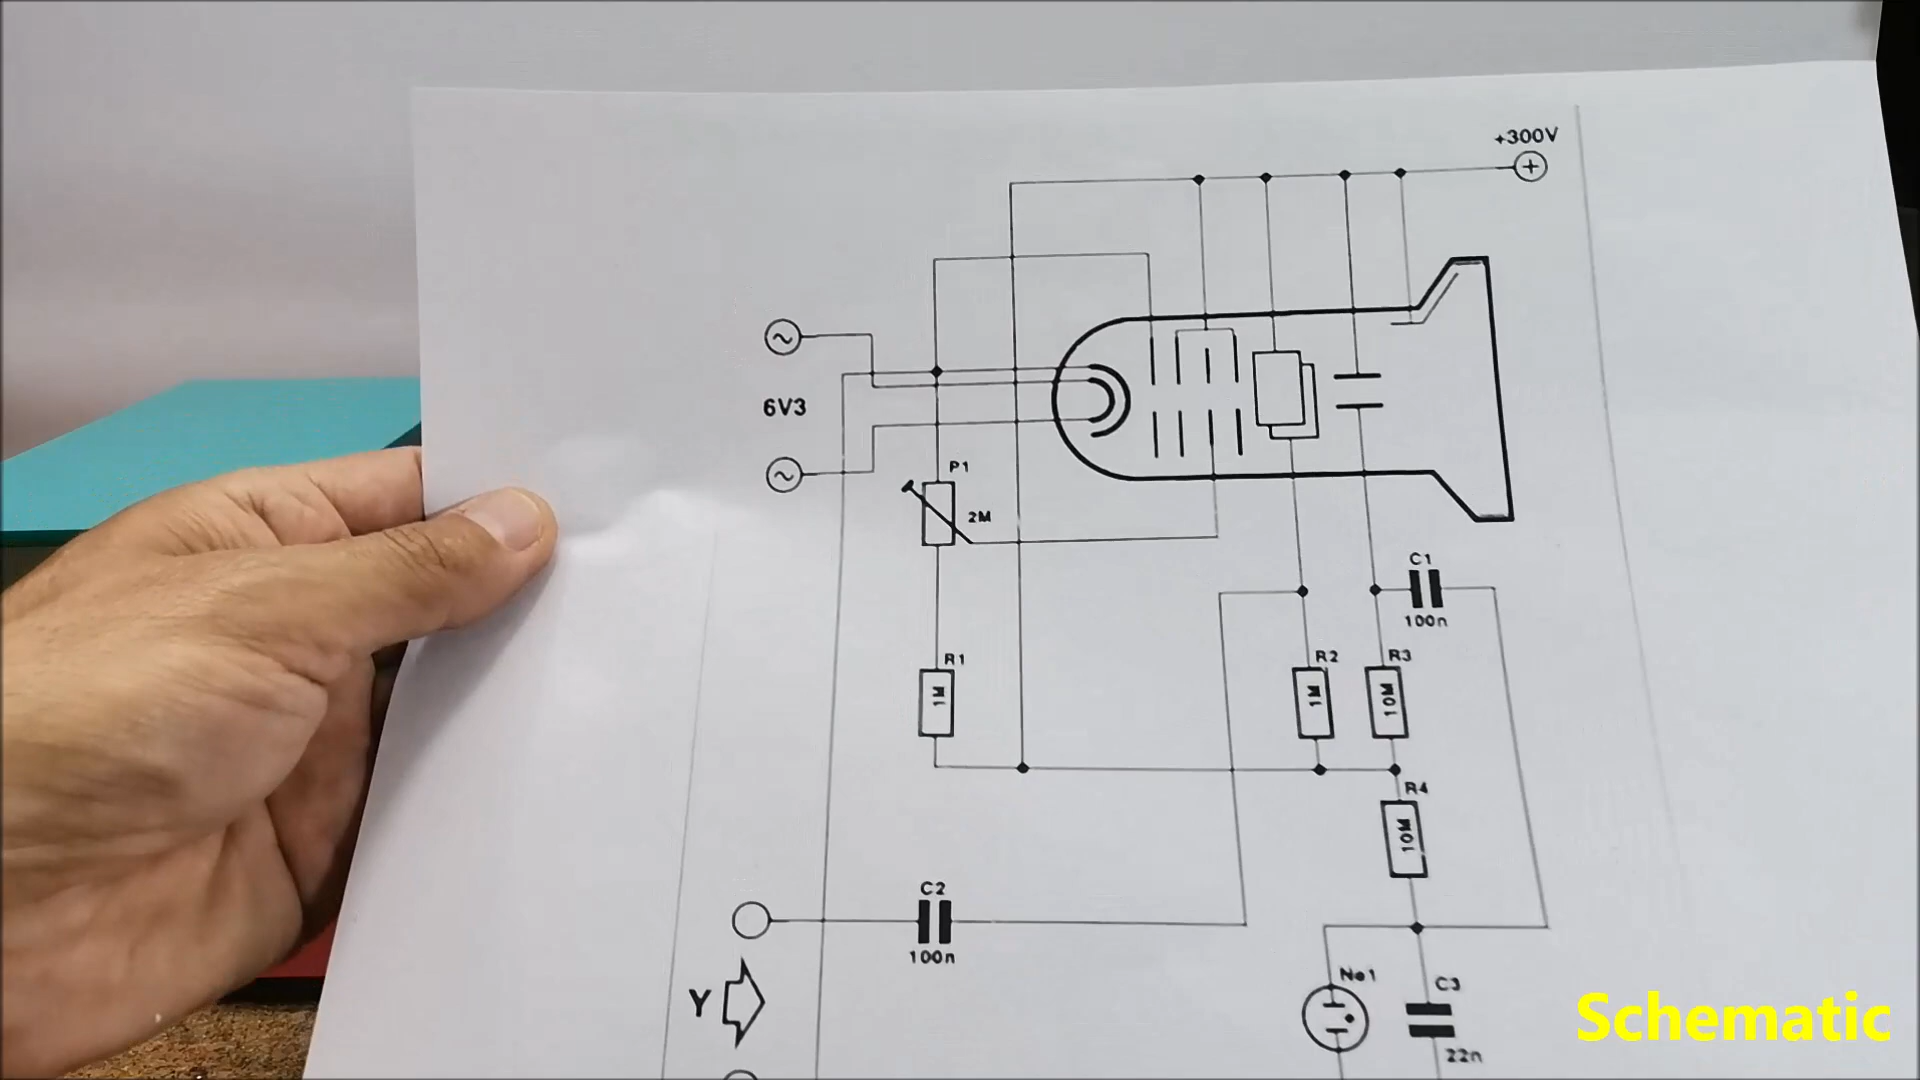 +300V
6V3
P1
2M
C1
100n
R1
1M
R2
1M
R3
10M
R4
10M
C2
100n
Y
Ne1
C3
22n
Schematic